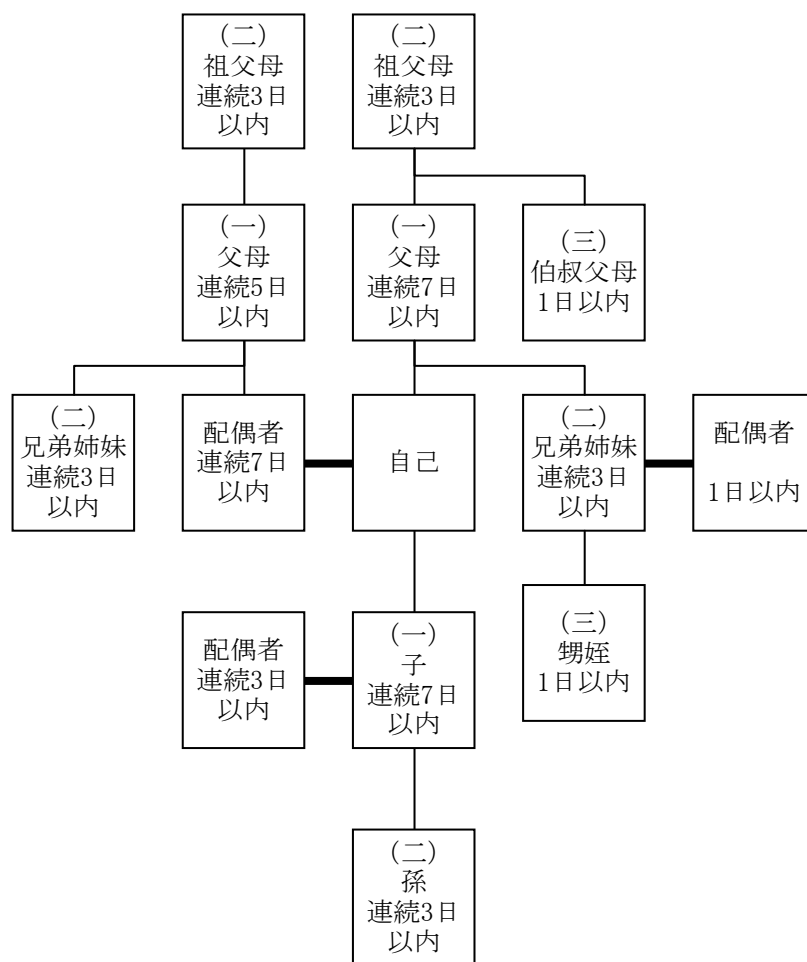 (二)
祖父母
連続3日
以内
(二)
祖父母
連続3日
以内
(一)
父母
連続5日
以内
(一)
父母
連続7日
以内
(三)
伯叔父母
1日以内
(二)
兄弟姉妹
連続3日
以内
配偶者
連続7日
以内
自己
(二)
兄弟姉妹
連続3日
以内
配偶者
1日以内
配偶者
連続3日
以内
(一)
子
連続7日
以内
(三)
甥姪
1日以内
(二)
孫
連続3日
以内